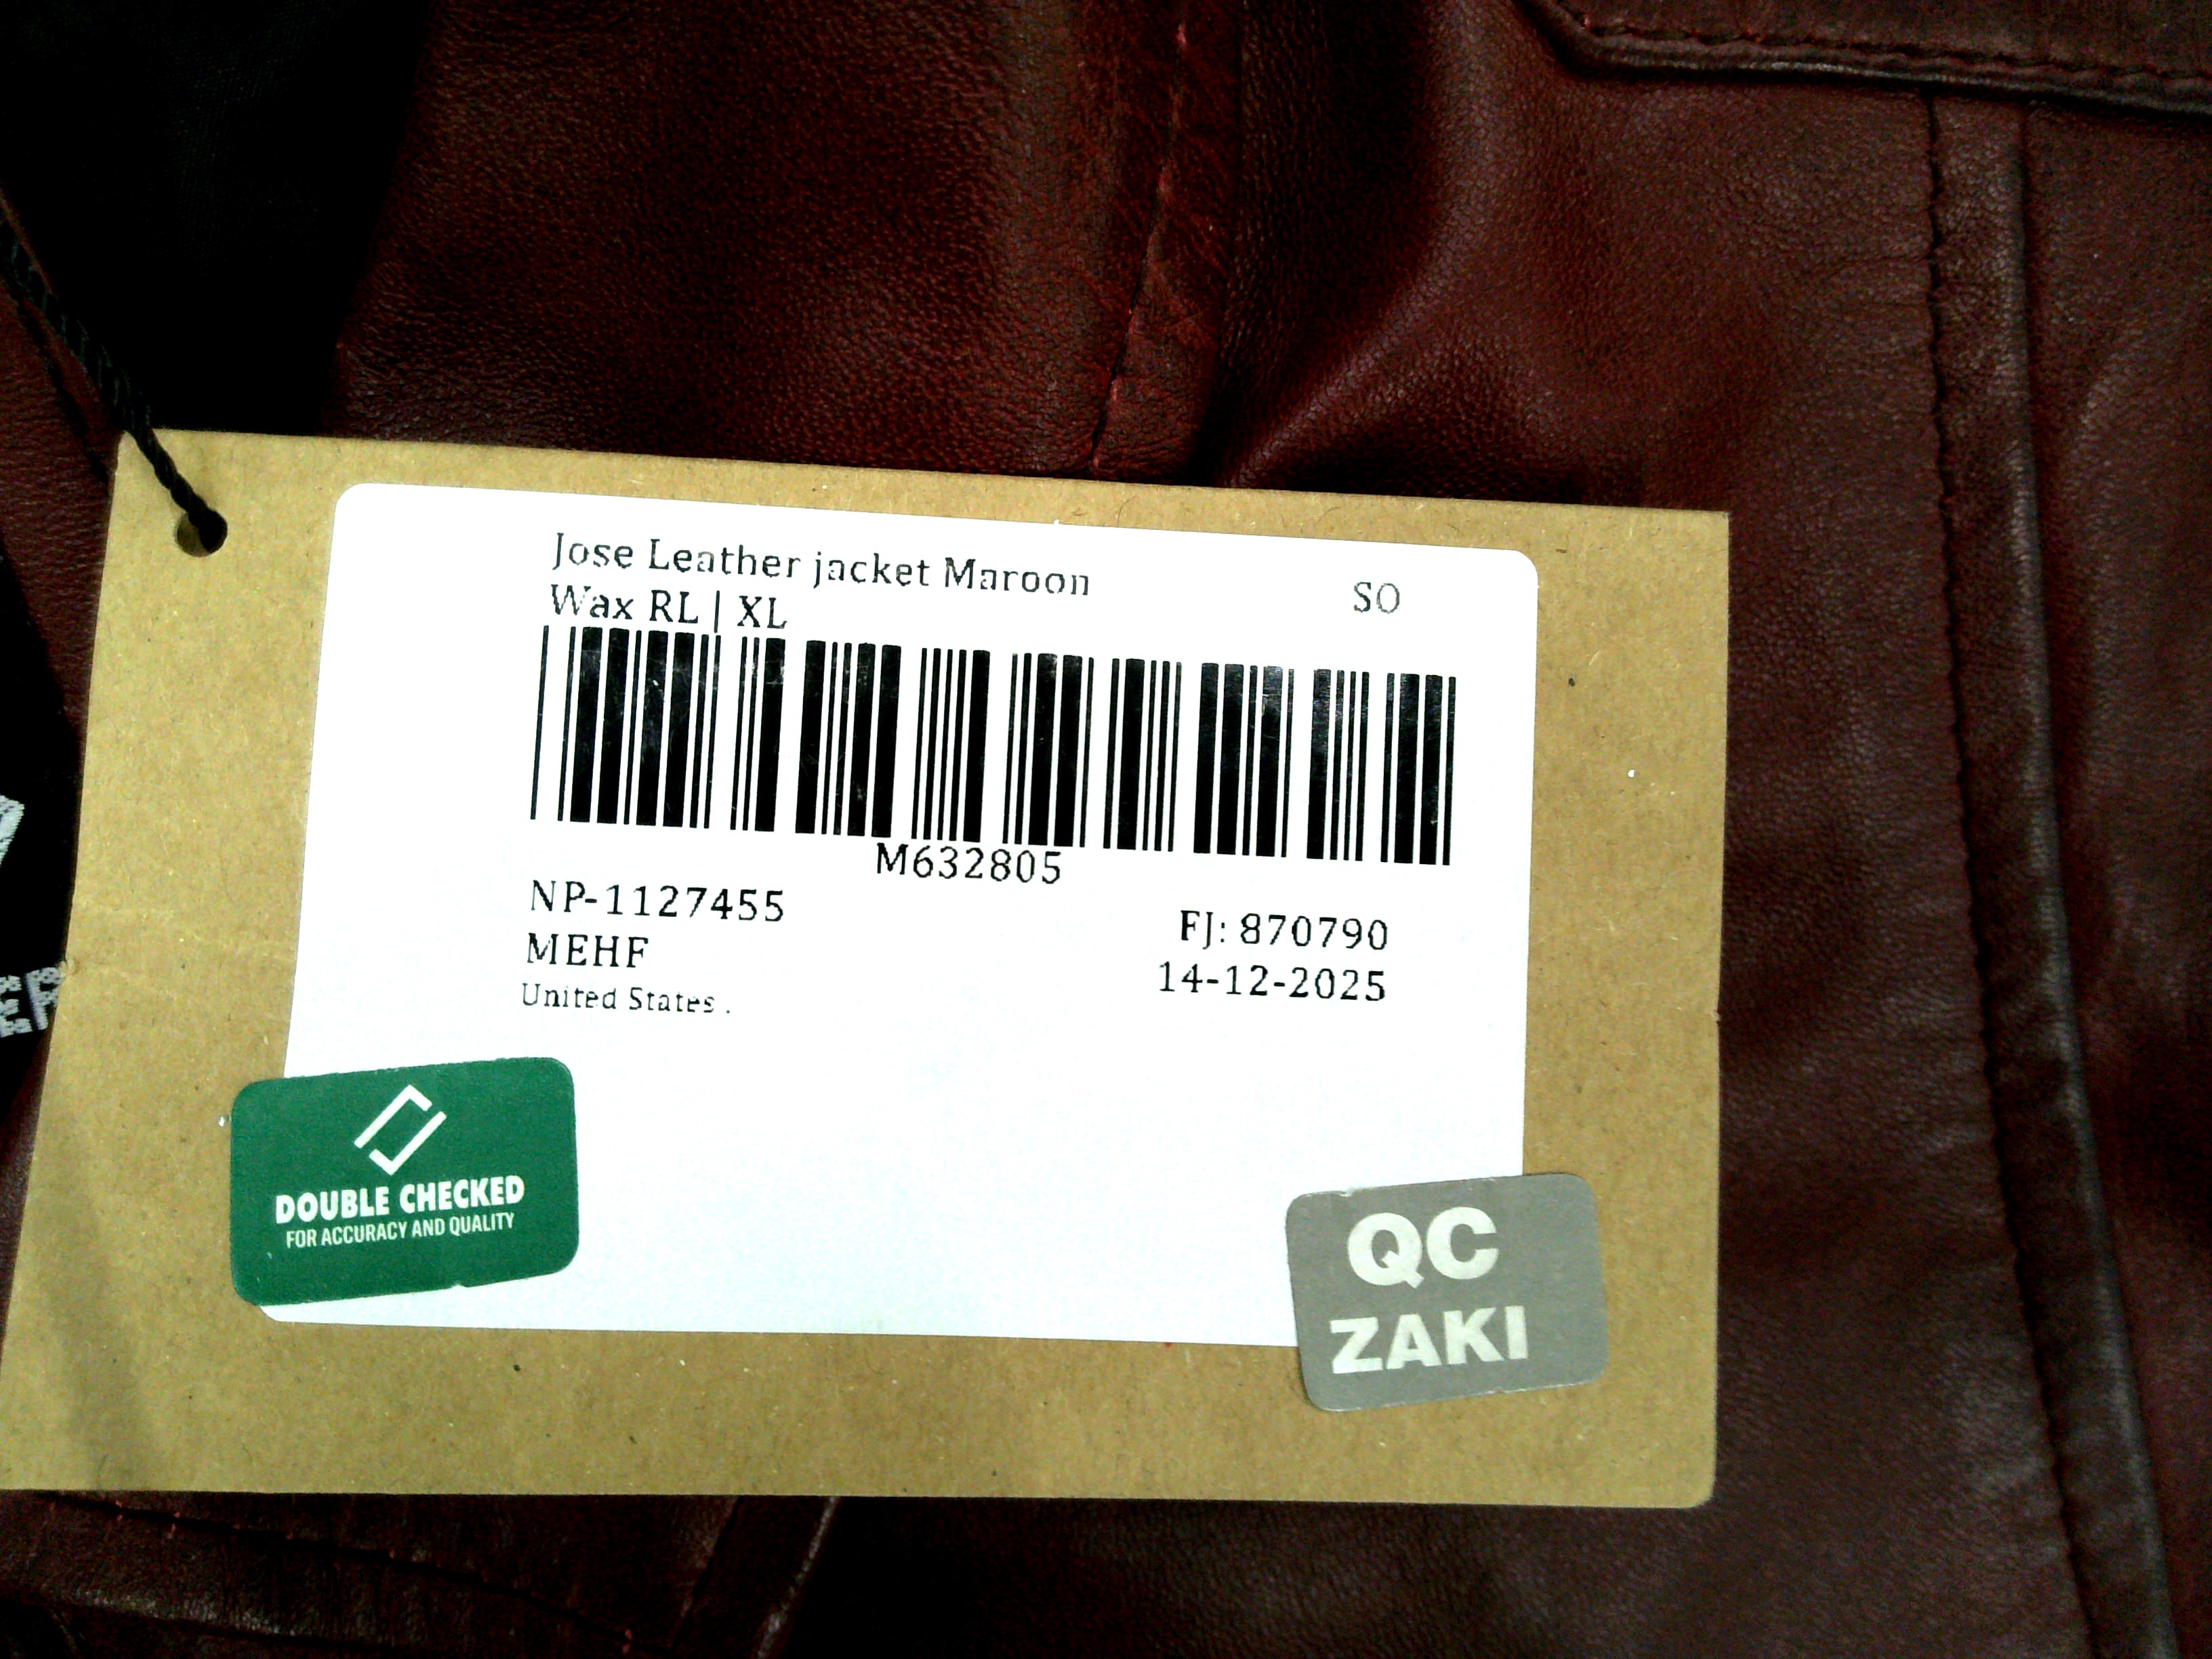 Jose Leather jacket Maroon
Wax RL | XL
SO
M632805
NP-1127455
MEHF
United States .
FJ: 870790
14-12-2025
DOUBLE CHECKED
FOR ACCURACY AND QUALITY
QC
ZAKI